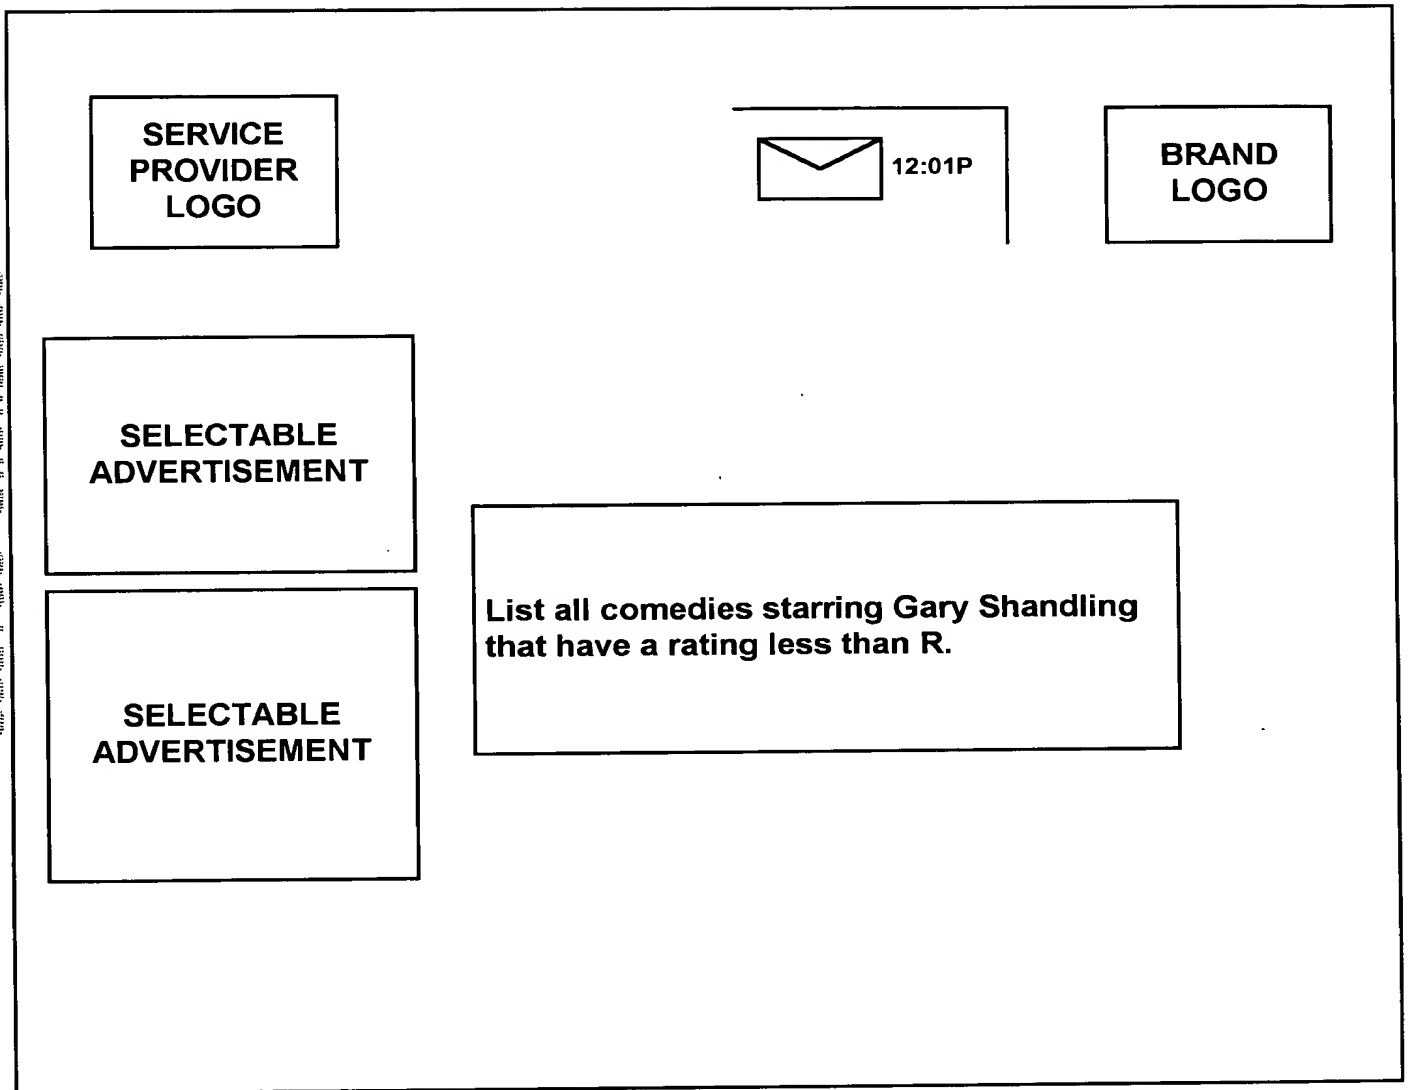 SERVICE
PROVIDER
LOGO
12:01P
BRAND
LOGO
SELECTABLE
ADVERTISEMENT
List all comedies starring Gary Shandling
that have a rating less than R.
SELECTABLE
ADVERTISEMENT